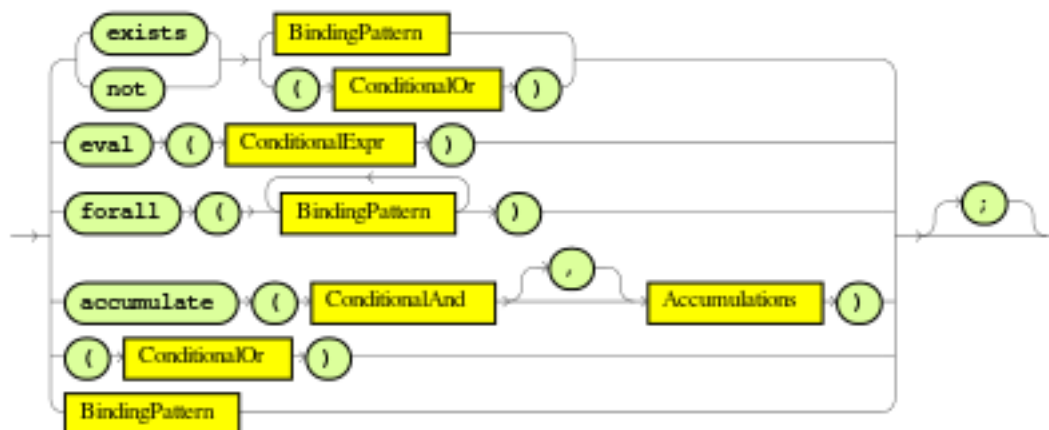 exists BindingPattern
not ( ConditionalOr )
eval ( ConditionalExpr )
forall ( BindingPattern ) ;
accumulate ( ConditionalAnd , Accumulations )
( ConditionalOr )
BindingPattern